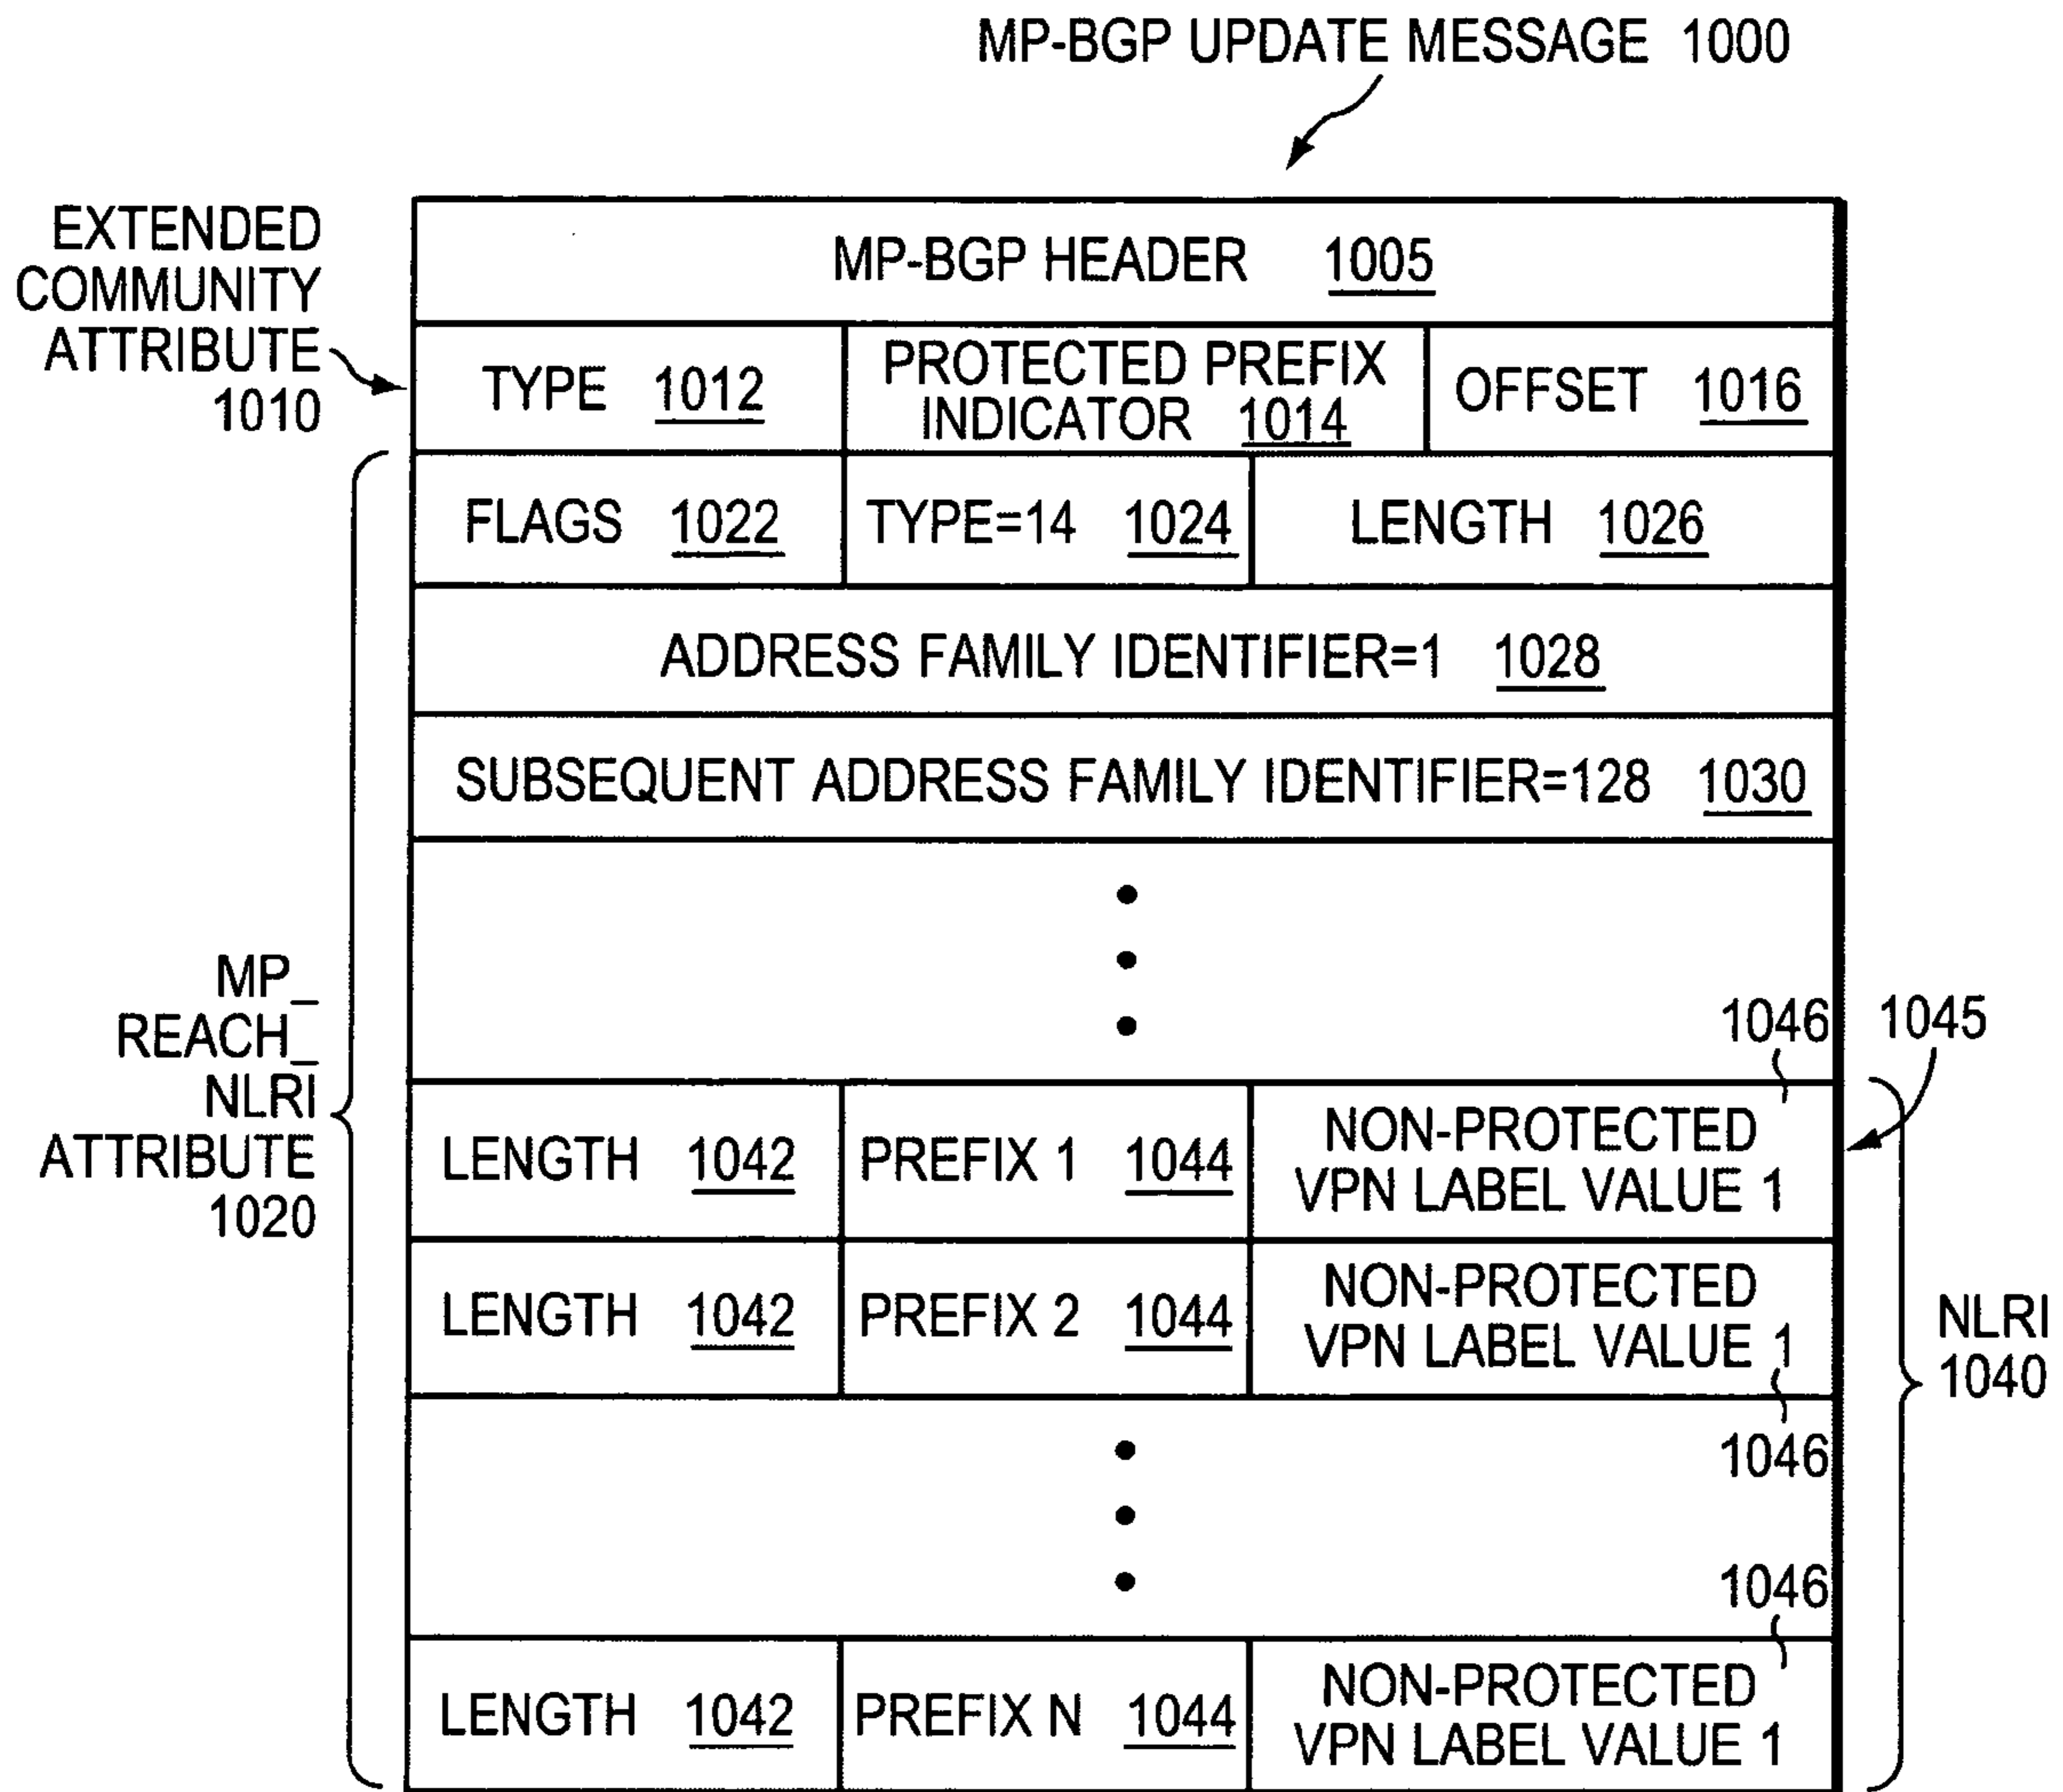 MP-BGP UPDATE MESSAGE 1000
EXTENDED
COMMUNITY
ATTRIBUTE
1010
MP-BGP HEADER 1005
TYPE 1012
PROTECTED PREFIX
INDICATOR 1014
OFFSET 1016
FLAGS 1022
TYPE=14 1024
LENGTH 1026
ADDRESS FAMILY IDENTIFIER=1 1028
SUBSEQUENT ADDRESS FAMILY IDENTIFIER=128 1030
MP_
REACH_
NLRI
ATTRIBUTE
1020
1046
1045
LENGTH 1042
PREFIX 1 1044
NON-PROTECTED
VPN LABEL VALUE 1
LENGTH 1042
PREFIX 2 1044
NON-PROTECTED
VPN LABEL VALUE 1
NLRI
1040
1046
1046
LENGTH 1042
PREFIX N 1044
NON-PROTECTED
VPN LABEL VALUE 1